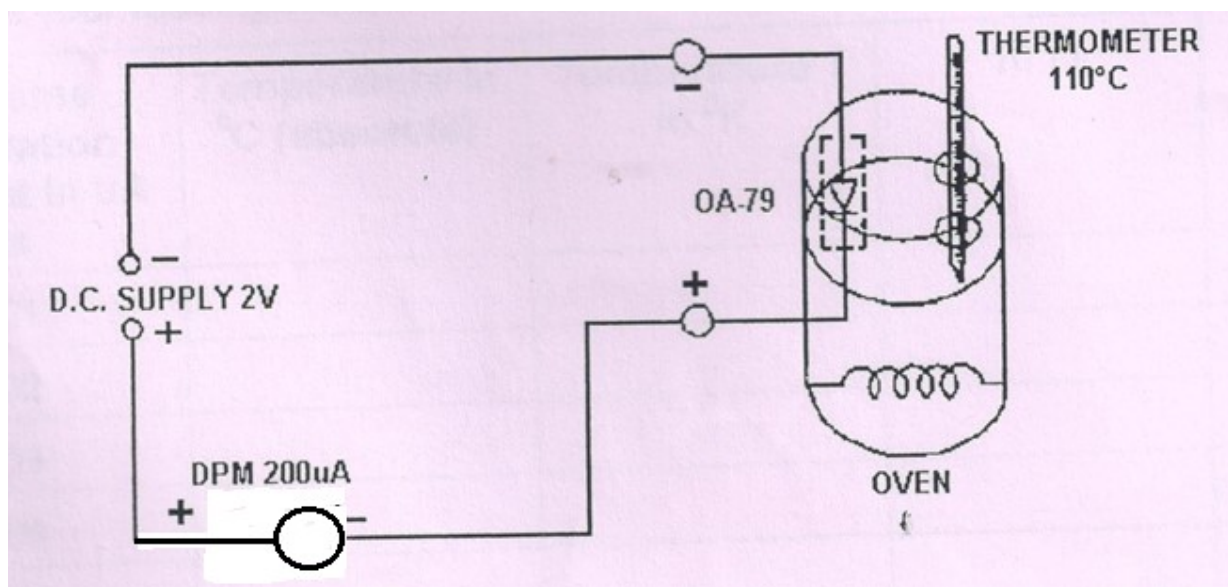 THERMOMETER
110°C
−
OA-79
+
−
D.C. SUPPLY 2V
+
DPM 200uA
+ −
OVEN